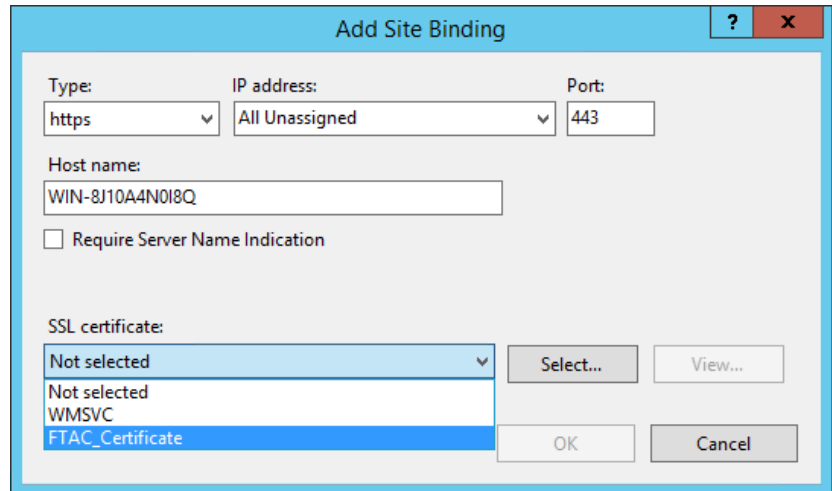 Add Site Binding
?
x
Type:
IP address:
Port:
https
All Unassigned
443
Host name:
WIN-8J10A4N0I8Q
Require Server Name Indication
SSL certificate:
Not selected
Select...
View...
Not selected
WMSVC
FTAC_Certificate
OK
Cancel